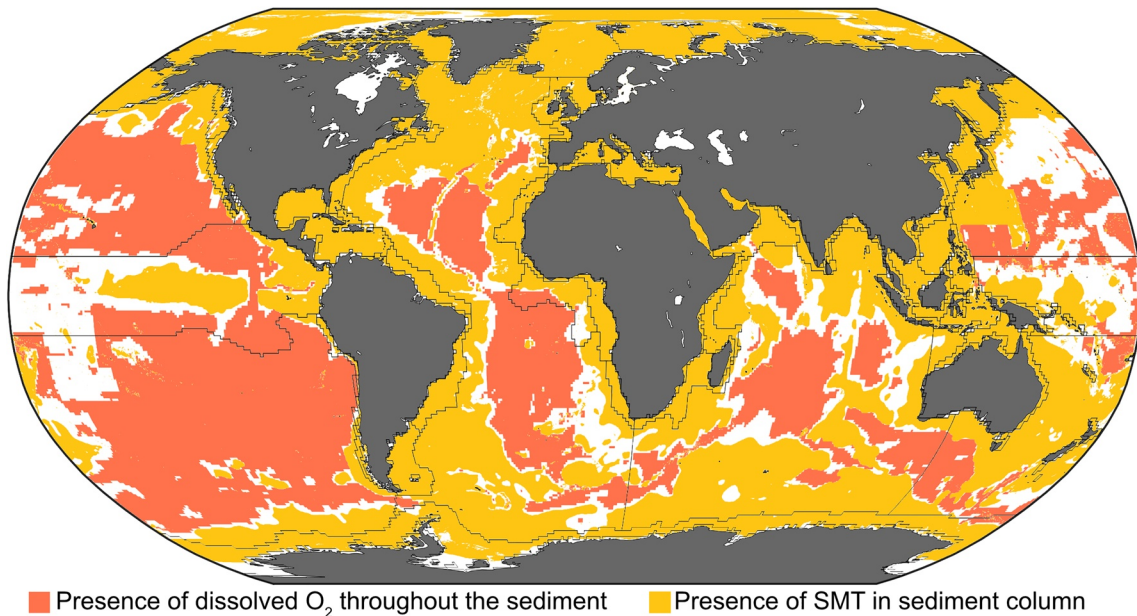 Presence of dissolved O₂ throughout the sediment Presence of SMT in sediment column